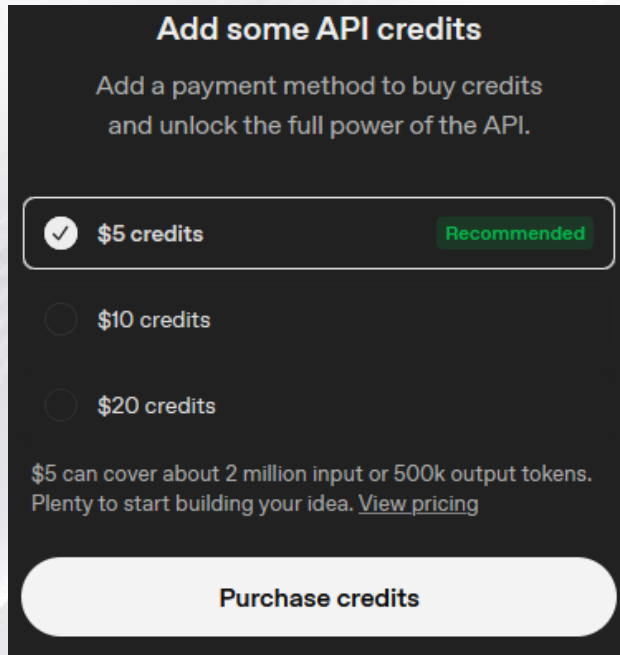 Add some API credits
Add a payment method to buy credits
and unlock the full power of the API.
$5 credits
Recommended
$10 credits
$20 credits
$5 can cover about 2 million input or 500k output tokens.
Plenty to start building your idea. View pricing
Purchase credits